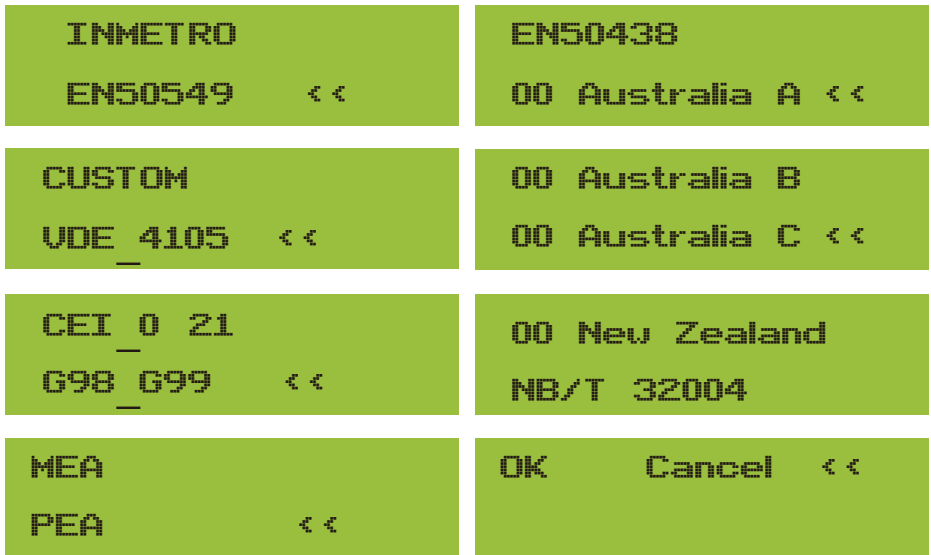 INMETRO
EN50549 <<
CUSTOM
VDE_4105 <<
CEI_0 21
G98_G99 <<
MEA
PEA <<
EN50438
00 Australia A <<
00 Australia B
00 Australia C <<
00 New Zealand
NB/T 32004
OK Cancel <<